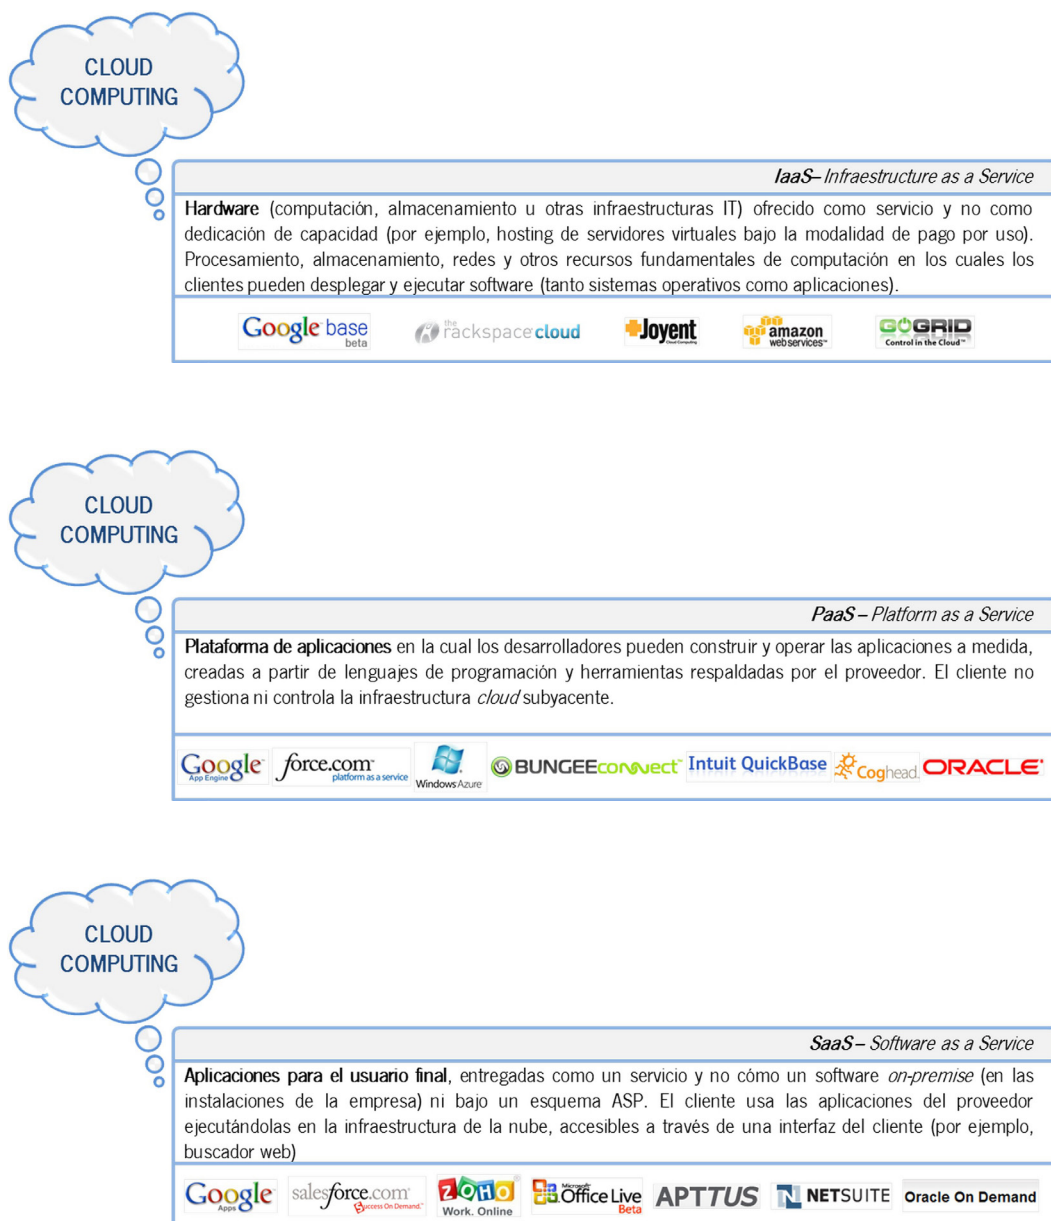 CLOUD
COMPUTING
IaaS– Infraestructure as a Service
Hardware (computación, almacenamiento u otras infraestructuras IT) ofrecido como servicio y no como
dedicación de capacidad (por ejemplo, hosting de servidores virtuales bajo la modalidad de pago por uso).
Procesamiento, almacenamiento, redes y otros recursos fundamentales de computación en los cuales los
clientes pueden desplegar y ejecutar software (tanto sistemas operativos como aplicaciones).
Google base beta
the rackspace cloud
Joyent Cloud Computing
amazon webservices™
GOGRID Control in the Cloud™
CLOUD
COMPUTING
PaaS – Platform as a Service
Plataforma de aplicaciones en la cual los desarrolladores pueden construir y operar las aplicaciones a medida,
creadas a partir de lenguajes de programación y herramientas respaldadas por el proveedor. El cliente no
gestiona ni controla la infraestructura cloud subyacente.
Google App Engine
force.com platform as a service
Windows Azure
BUNGEEconnect
Intuit QuickBase
Coghead.
ORACLE
CLOUD
COMPUTING
SaaS – Software as a Service
Aplicaciones para el usuario final, entregadas como un servicio y no cómo un software on-premise (en las
instalaciones de la empresa) ni bajo un esquema ASP. El cliente usa las aplicaciones del proveedor
ejecutándolas en la infraestructura de la nube, accesibles a través de una interfaz del cliente (por ejemplo,
buscador web)
Google Apps
salesforce.com Success On Demand.™
ZOHO Work. Online
Microsoft Office Live Beta
APTTUS
N NETSUITE
Oracle On Demand